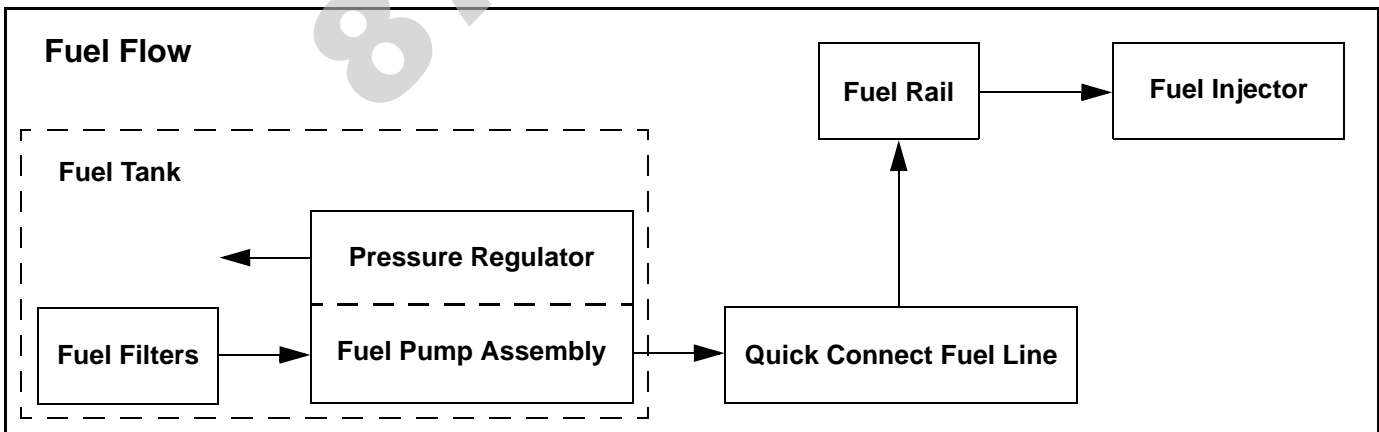 Fuel Flow
Fuel Rail
Fuel Injector
Fuel Tank
Pressure Regulator
Fuel Filters
Fuel Pump Assembly
Quick Connect Fuel Line